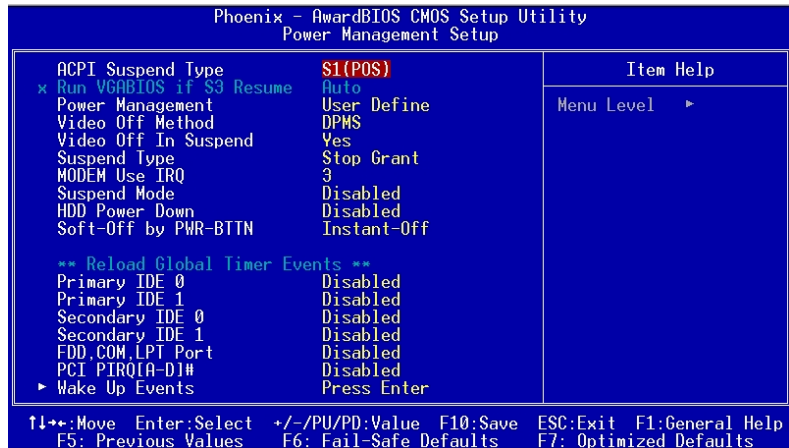 Phoenix - AwardBIOS CMOS Setup Utility
Power Management Setup
ACPI Suspend Type S1(POS)
x Run VGABIOS if S3 Resume Auto
Power Management User Define
Video Off Method DPMS
Video Off In Suspend Yes
Suspend Type Stop Grant
MODEM Use IRQ 3
Suspend Mode Disabled
HDD Power Down Disabled
Soft-Off by PWR-BTTN Instant-Off
** Reload Global Timer Events **
Primary IDE 0 Disabled
Primary IDE 1 Disabled
Secondary IDE 0 Disabled
Secondary IDE 1 Disabled
FDD,COM,LPT Port Disabled
PCI PIRQ[A-D]# Disabled
► Wake Up Events Press Enter
Item Help
Menu Level ►
↑↓→←:Move Enter:Select +/-/PU/PD:Value F10:Save ESC:Exit F1:General Help
F5: Previous Values F6: Fail-Safe Defaults F7: Optimized Defaults